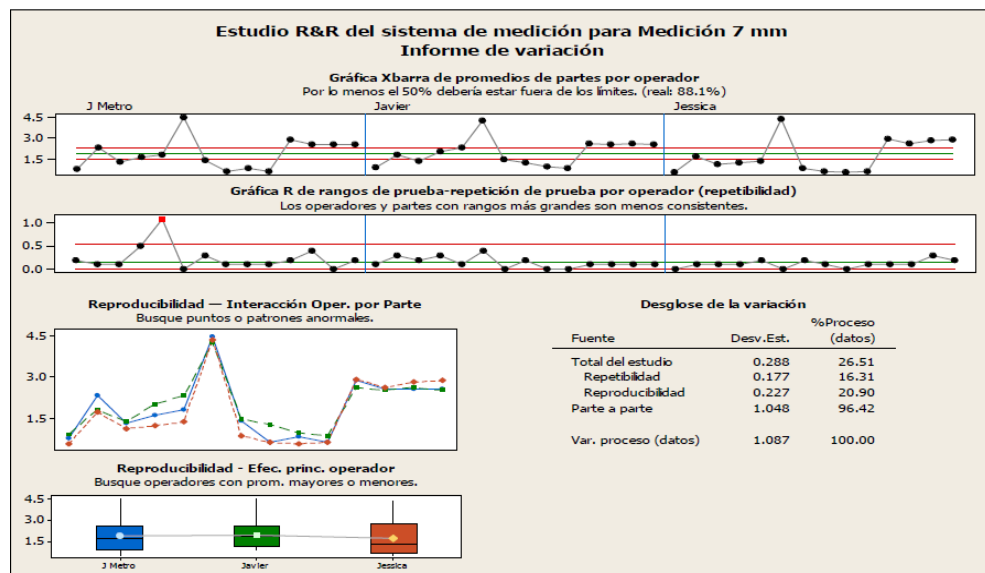 Estudio R&R del sistema de medición para Medición 7 mm
Informe de variación
Gráfica Xbarra de promedios de partes por operador
Por lo menos el 50% debería estar fuera de los límites. (real: 88.1%)
J Metro Javier Jessica
4.5
3.0
1.5
Gráfica R de rangos de prueba-repetición de prueba por operador (repetibilidad)
Los operadores y partes con rangos más grandes son menos consistentes.
1.0
0.5
0.0
Reproducibilidad — Interacción Oper. por Parte
Busque puntos o patrones anormales.
4.5
3.0
1.5
Reproducibilidad - Efec. princ. operador
Busque operadores con prom. mayores o menores.
4.5
3.0
1.5
J Metro Javier Jessica
Desglose de la variación
%Proceso
Fuente Desv.Est. (datos)
Total del estudio 0.288 26.51
Repetibilidad 0.177 16.31
Reproducibilidad 0.227 20.90
Parte a parte 1.048 96.42
Var. proceso (datos) 1.087 100.00